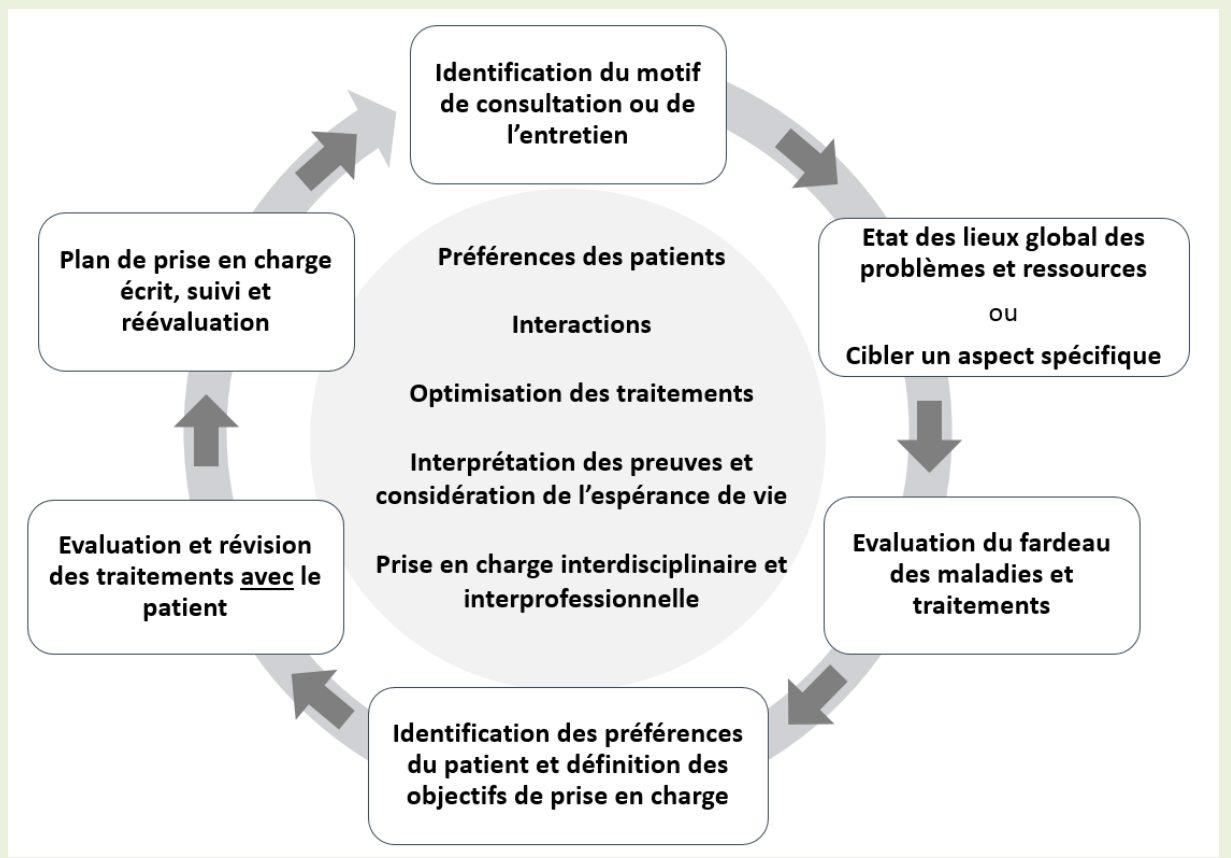 Identification du motif
de consultation ou de
l’entretien
Etat des lieux global des
problèmes et ressources
ou
Cibler un aspect spécifique
Evaluation du fardeau
des maladies et
traitements
Identification des préférences
du patient et définition des
objectifs de prise en charge
Evaluation et révision
des traitements avec le
patient
Plan de prise en charge
écrit, suivi et
réévaluation
Préférences des patients
Interactions
Optimisation des traitements
Interprétation des preuves et
considération de l’espérance de vie
Prise en charge interdisciplinaire et
interprofessionnelle